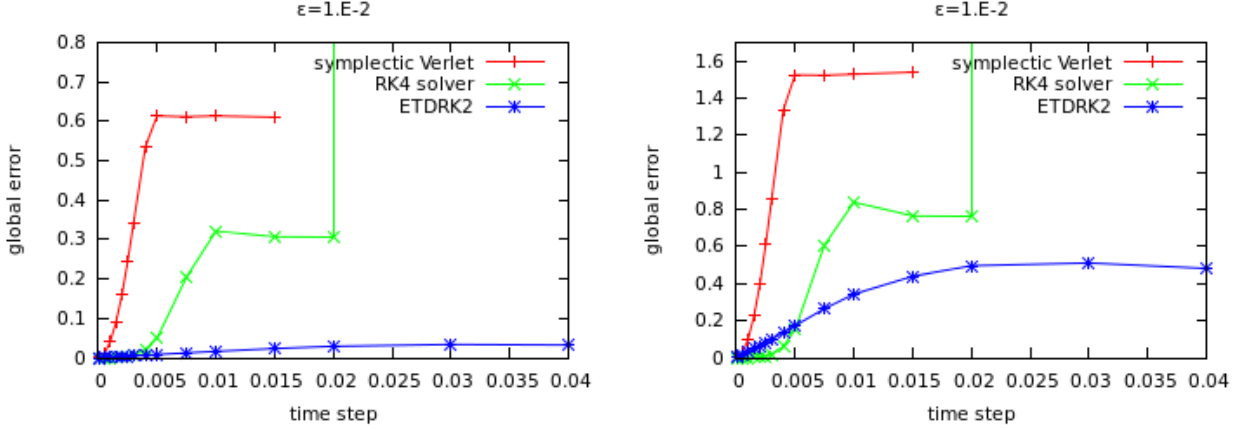 ε=1.E-2
0.8
0.7
0.6
0.5
0.4
0.3
0.2
0.1
0
global error
symplectic Verlet
RK4 solver
ETDRK2
0 0.005 0.01 0.015 0.02 0.025 0.03 0.035 0.04
time step
ε=1.E-2
1.6
1.4
1.2
1
0.8
0.6
0.4
0.2
0
global error
symplectic Verlet
RK4 solver
ETDRK2
0 0.005 0.01 0.015 0.02 0.025 0.03 0.035 0.04
time step